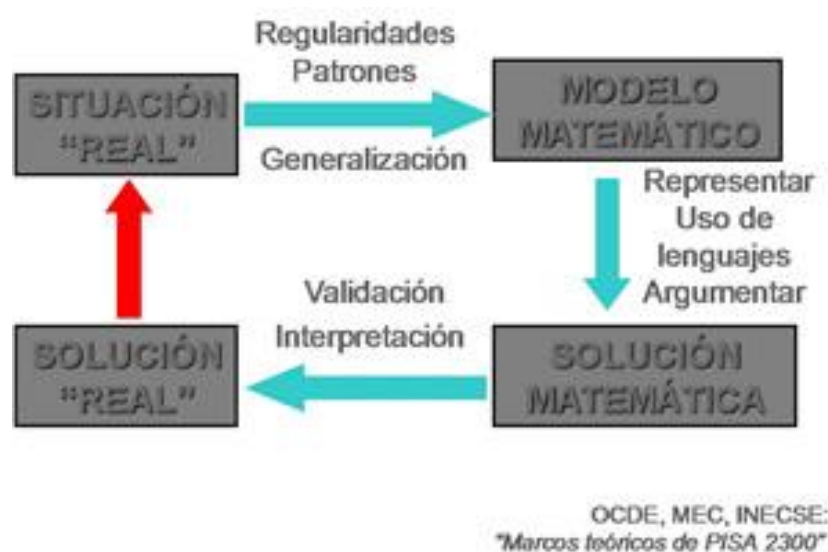 Regularidades
Patrones
SITUACIÓN
“REAL”
MODELO
MATEMÁTICO
Generalización
Representar
Uso de
lenguajes
Argumentar
Validación
Interpretación
SOLUCIÓN
“REAL”
SOLUCIÓN
MATEMÁTICA
OCDE, MEC, INECSE:
"Marcos teóricos de PISA 2300"